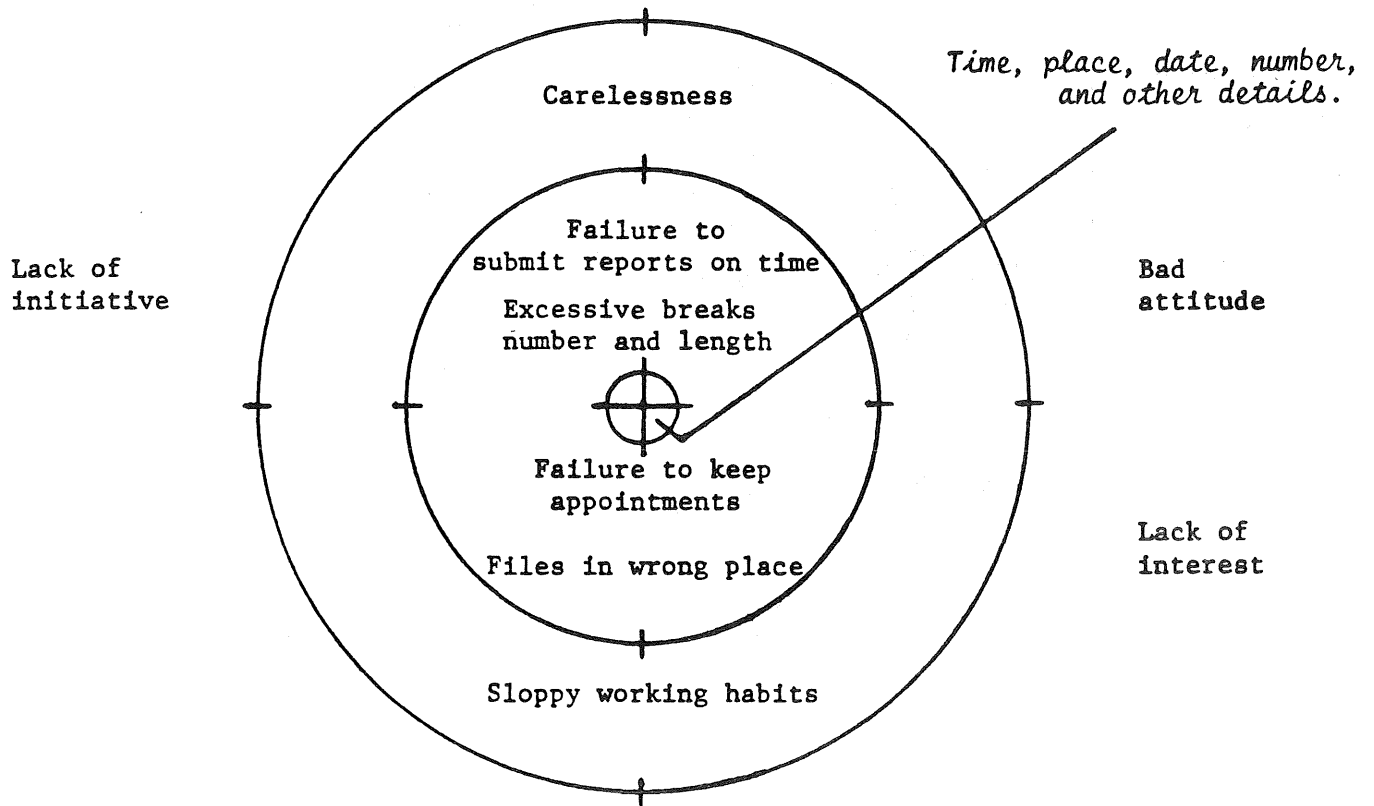 Time, place, date, number,
and other details.
Carelessness
Failure to
submit reports on time
Lack of
initiative
Bad
attitude
Excessive breaks
number and length
Failure to keep
appointments
Lack of
interest
Files in wrong place
Sloppy working habits